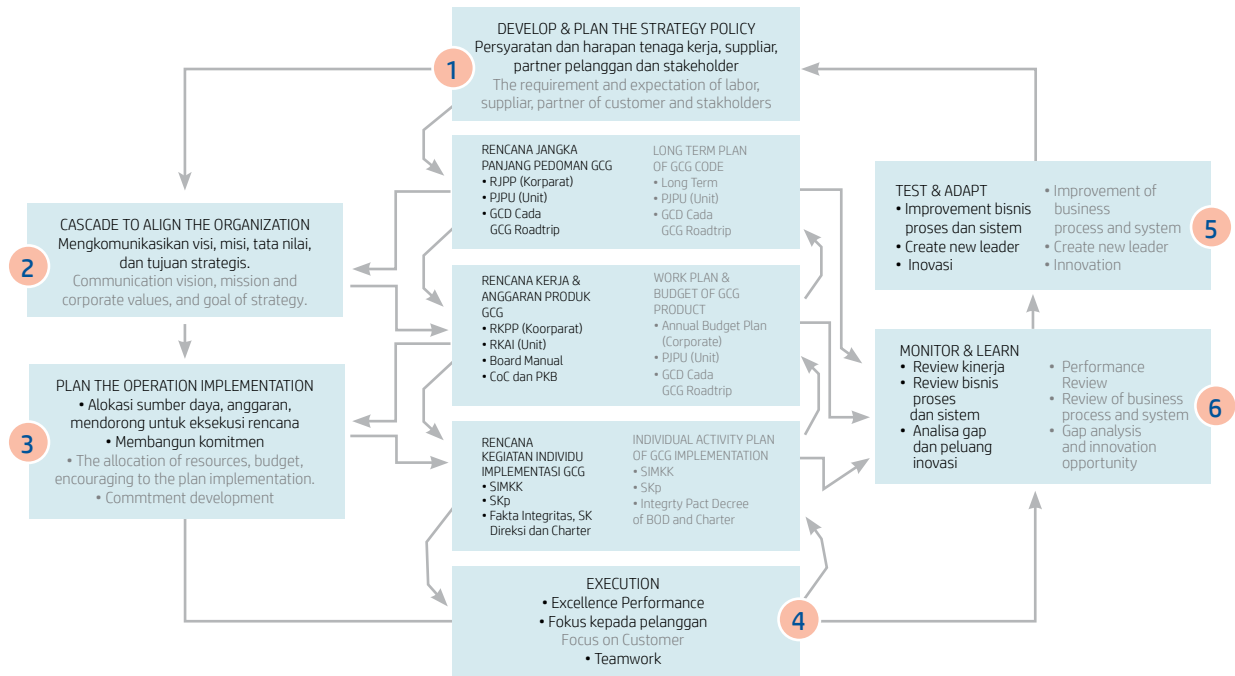 1
DEVELOP & PLAN THE STRATEGY POLICY
Persyaratan dan harapan tenaga kerja, suppliar,
partner pelanggan dan stakeholder
The requirement and expectation of labor,
suppliar, partner of customer and stakholders
2
CASCADE TO ALIGN THE ORGANIZATION
Mengkomunikasikan visi, misi, tata nilai,
dan tujuan strategis.
Communication vision, mission and
corporate values, and goal of strategy.
3
PLAN THE OPERATION IMPLEMENTATION
• Alokasi sumber daya, anggaran,
mendorong untuk eksekusi rencana
• Membangun komitmen
• The allocation of resources, budget,
encouraging to the plan implementation.
• Commtment development
RENCANA JANGKA
PANJANG PEDOMAN GCG
• RJPP (Korparat)
• PJPU (Unit)
• GCD Cada
GCG Roadtrip
LONG TERM PLAN
OF GCG CODE
• Long Term
• PJPU (Unit)
• GCD Cada
GCG Roadtrip
RENCANA KERJA &
ANGGARAN PRODUK
GCG
• RKPP (Koorparat)
• RKAI (Unit)
• Board Manual
• CoC dan PKB
WORK PLAN &
BUDGET OF GCG
PRODUCT
• Annual Budget Plan
(Corporate)
• PJPU (Unit)
• GCD Cada
GCG Roadtrip
RENCANA
KEGIATAN INDIVIDU
IMPLEMENTASI GCG
• SIMKK
• SKp
• Fakta Integritas, SK
Direksi dan Charter
INDIVIDUAL ACTIVITY PLAN
OF GCG IMPLEMENTATION
• SIMKK
• SKp
• Integrty Pact Decree
of BOD and Charter
EXECUTION
• Excellence Performance
• Fokus kepada pelanggan
Focus on Customer
• Teamwork
4
TEST & ADAPT
• Improvement bisnis
proses dan sistem
• Create new leader
• Inovasi
• Improvement of
business
process and system
• Create new leader
• Innovation
5
MONITOR & LEARN
• Review kinerja
• Review bisnis
proses
dan sistem
• Analisa gap
dan peluang
inovasi
• Performance
Review
• Review of business
process and system
• Gap analysis
and innovation
opportunity
6